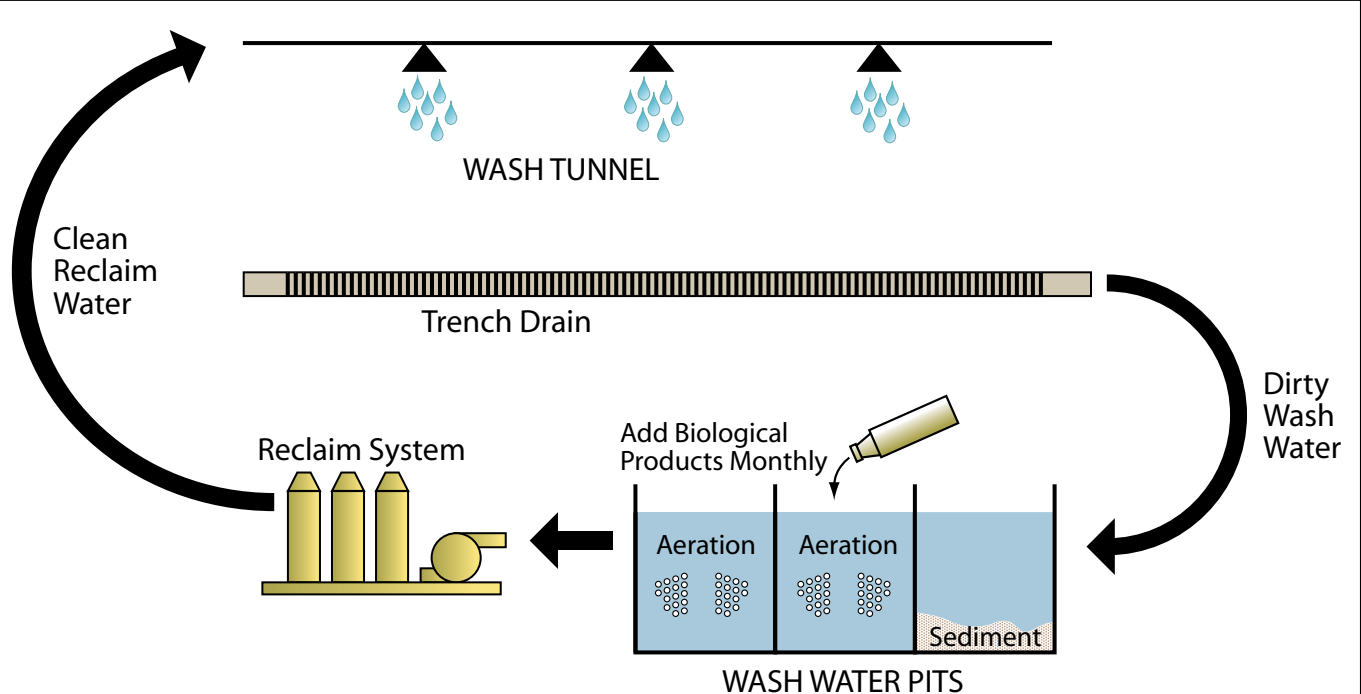 WASH TUNNEL
Clean
Reclaim
Water
Trench Drain
Dirty
Wash
Water
Reclaim System
Add Biological
Products Monthly
Aeration
Aeration
Sediment
WASH WATER PITS